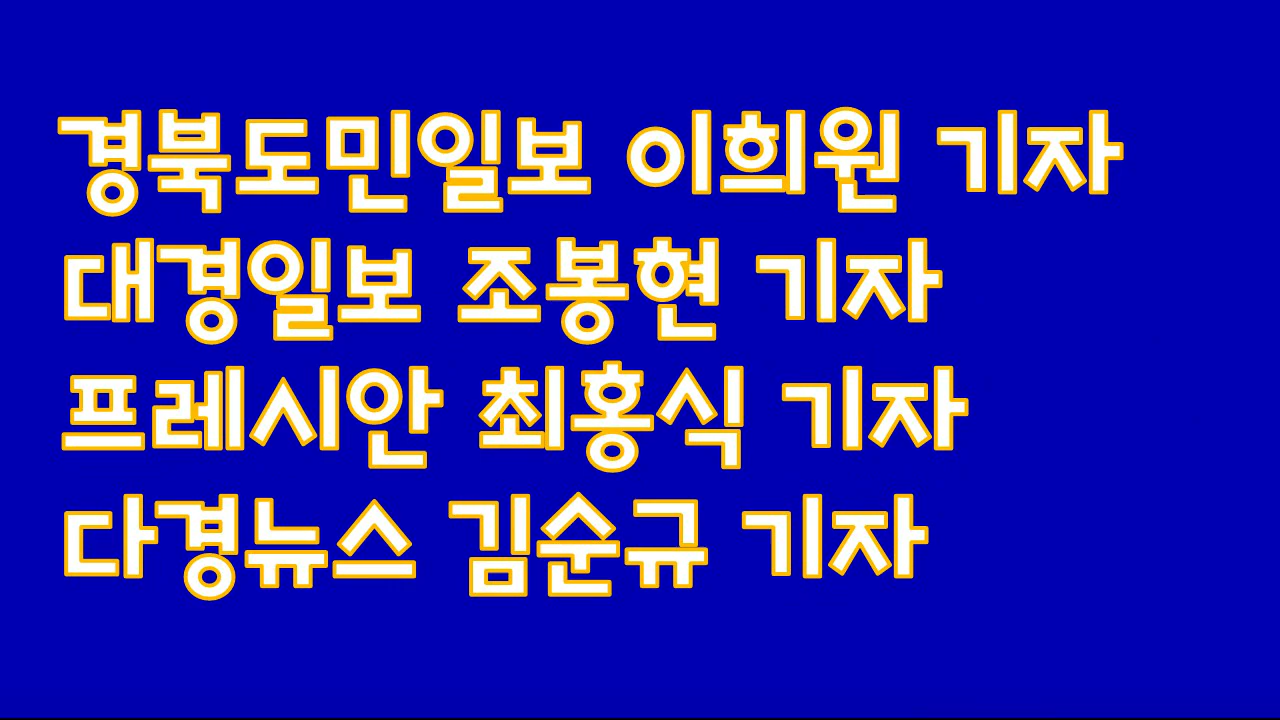 경북도민일보 이희원 기자
대경일보 조봉현 기자
프레시안 최홍식 기자
다경뉴스 김순규 기자